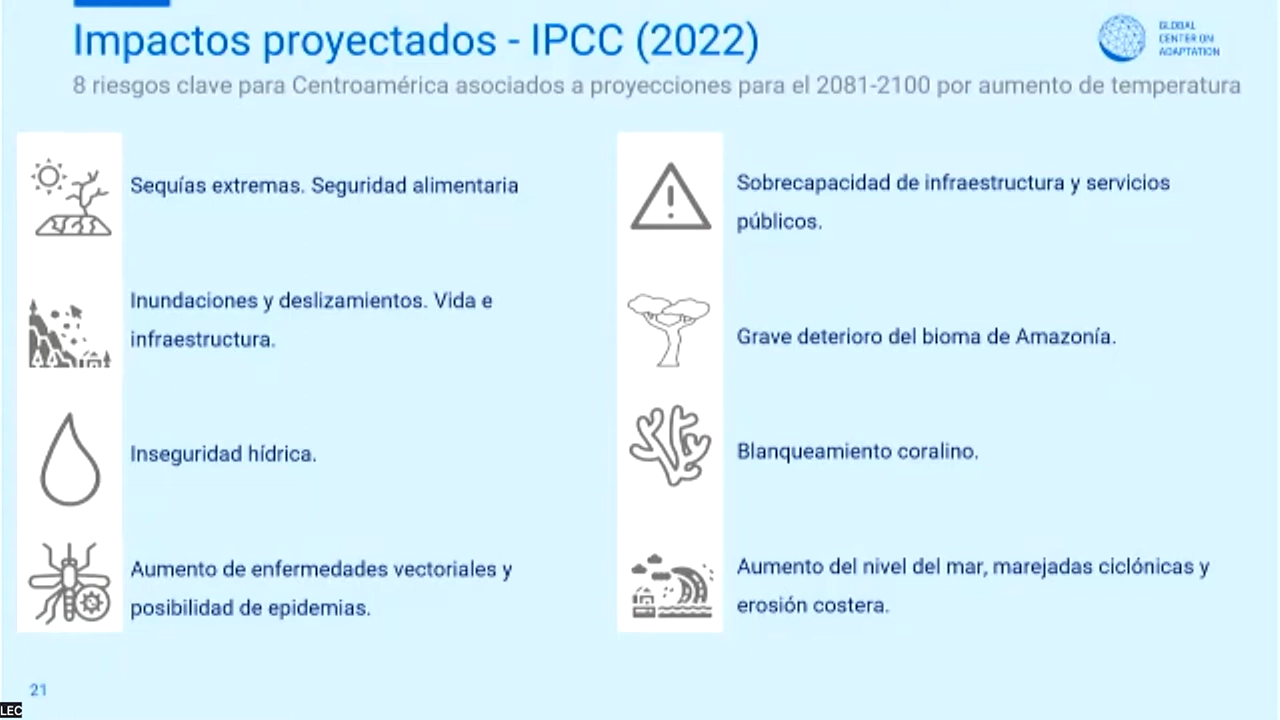 Impactos proyectados - IPCC (2022)
GLOBAL
CENTER ON
ADAPTATION
8 riesgos clave para Centroamérica asociados a proyecciones para el 2081-2100 por aumento de temperatura
Sequías extremas. Seguridad alimentaria
Inundaciones y deslizamientos. Vida e
infraestructura.
Inseguridad hídrica.
Aumento de enfermedades vectoriales y
posibilidad de epidemias.
Sobrecapacidad de infraestructura y servicios
públicos.
Grave deterioro del bioma de Amazonía.
Blanqueamiento coralino.
Aumento del nivel del mar, marejadas ciclónicas y
erosión costera.
21
LEC